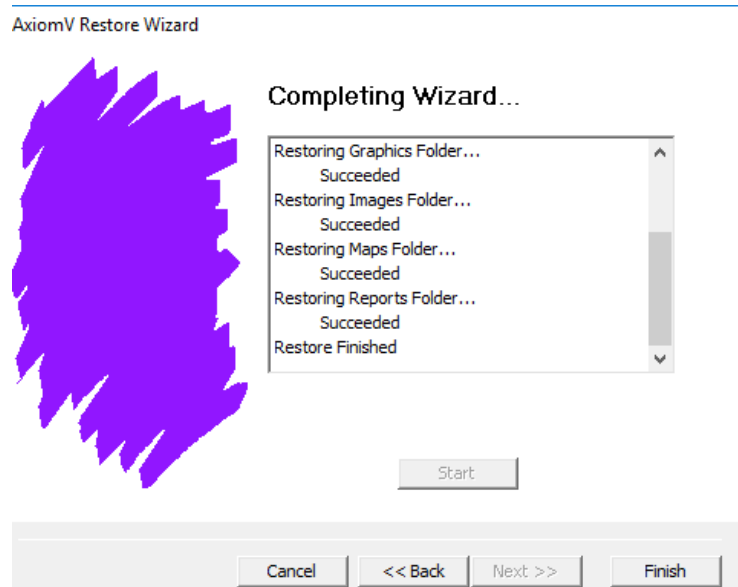 AxiomV Restore Wizard
Completing Wizard...
Restoring Graphics Folder...
Succeeded
Restoring Images Folder...
Succeeded
Restoring Maps Folder...
Succeeded
Restoring Reports Folder...
Succeeded
Restore Finished
Start
Cancel
<< Back
Next >>
Finish